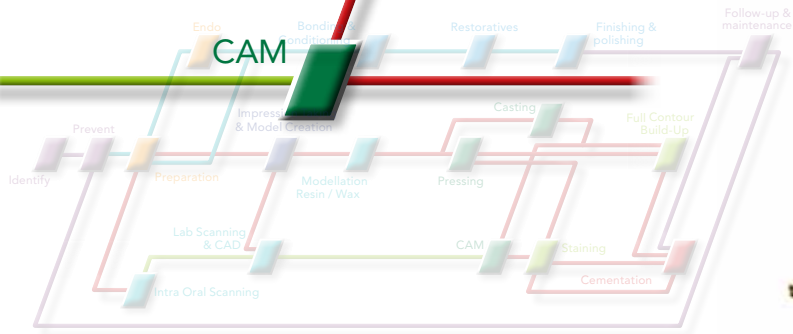 Follow-up &
maintenance
Endo
Bonding &
Conditioning
Restoratives
Finishing &
polishing
CAM
Casting
Impress
& Model Creation
Full Contour
Build-Up
Prevent
Identify
Preparation
Modellation
Resin / Wax
Pressing
Lab Scanning
& CAD
CAM
Staining
Cementation
Intra Oral Scanning